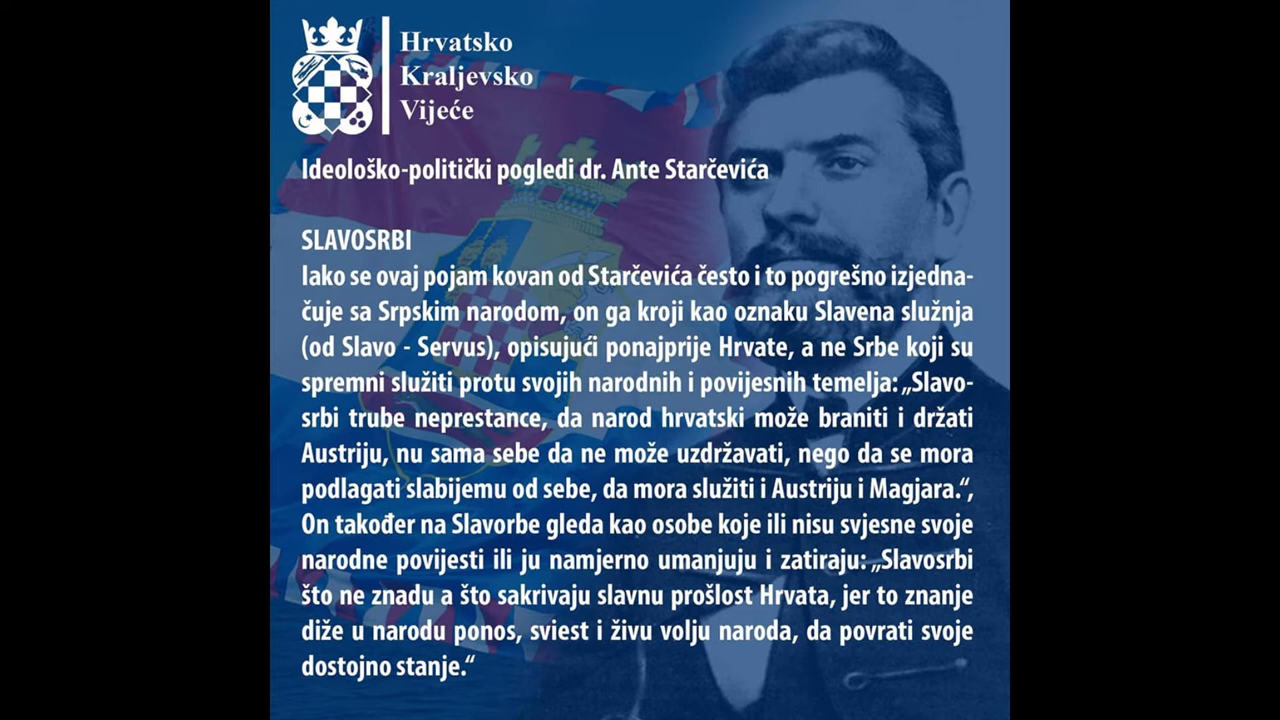 Hrvatsko
Kraljevsko
Vijeće
Ideološko-politički pogledi dr. Ante Starčevića
SLAVOSRBI
Iako se ovaj pojam kovan od Starčevića često i to pogrešno izjedna-
čuje sa Srpskim narodom, on ga kroji kao oznaku Slavena služnja
(od Slavo - Servus), opisujući ponajprije Hrvate, a ne Srbe koji su
spremni služiti protu svojih narodnih i povijesnih temelja: „Slavo-
srbi trube neprestance, da narod hrvatski može braniti i držati
Austriju, nu sama sebe da ne može uzdržavati, nego da se mora
podlagati slabijemu od sebe, da mora služiti i Austriju i Magjara.“,
On također na Slavorbe gleda kao osobe koje ili nisu svjesne svoje
narodne povijesti ili ju namjerno umanjuju i zatiraju: „Slavosrbi
što ne znadu a što sakrivaju slavnu prošlost Hrvata, jer to znanje
diže u narodu ponos, sviest i živu volju naroda, da povrati svoje
dostojno stanje.“